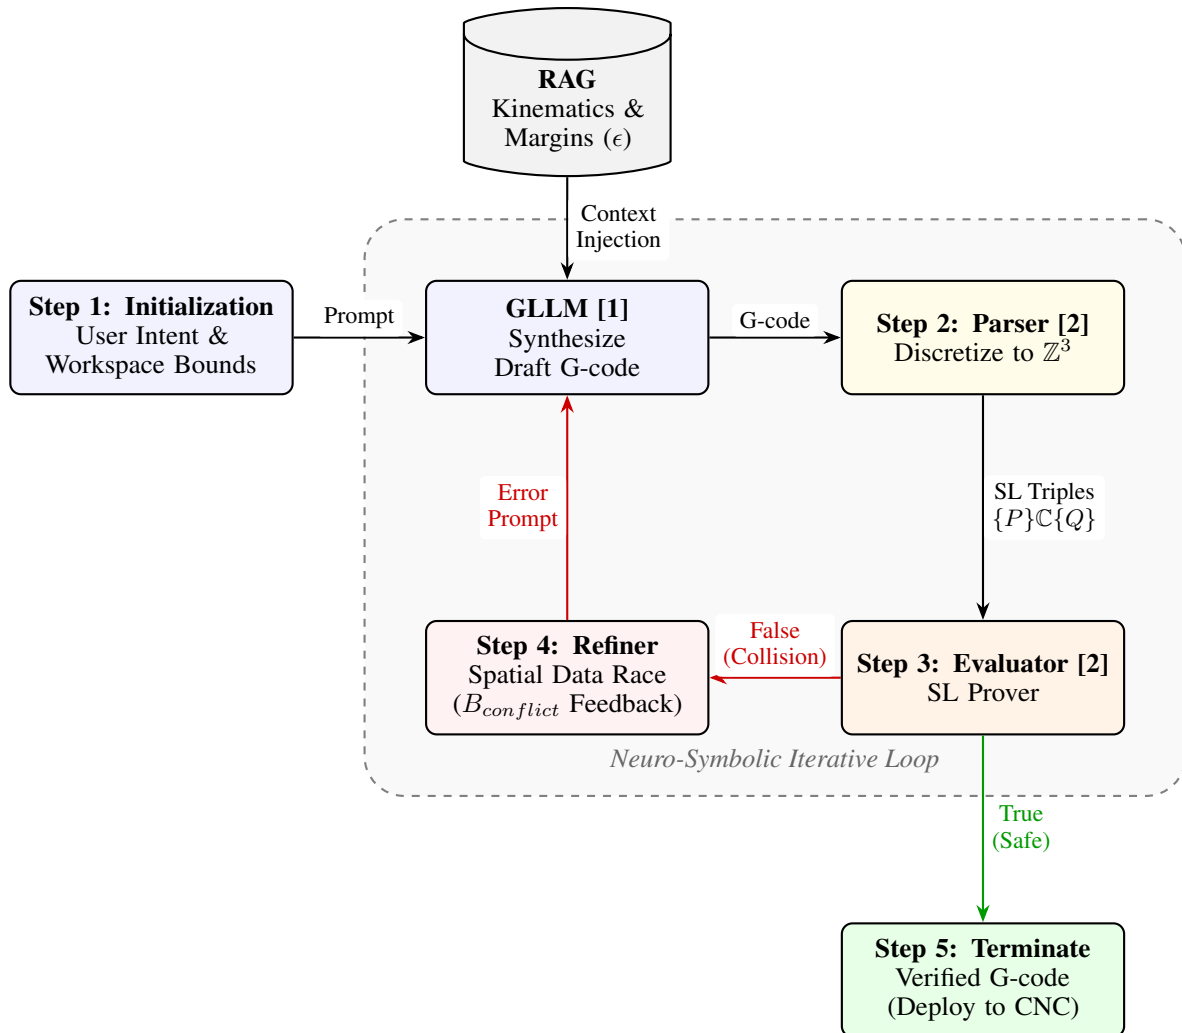 RAG
Kinematics &
Margins (ϵ)
Context
Injection
Step 1: Initialization
User Intent &
Workspace Bounds
Prompt
GLLM [1]
Synthesize
Draft G-code
G-code
Step 2: Parser [2]
Discretize to ℤ³
Error
Prompt
SL Triples
{P}ℂ{Q}
Step 4: Refiner
Spatial Data Race
(B_conflict Feedback)
False
(Collision)
Step 3: Evaluator [2]
SL Prover
Neuro-Symbolic Iterative Loop
True
(Safe)
Step 5: Terminate
Verified G-code
(Deploy to CNC)